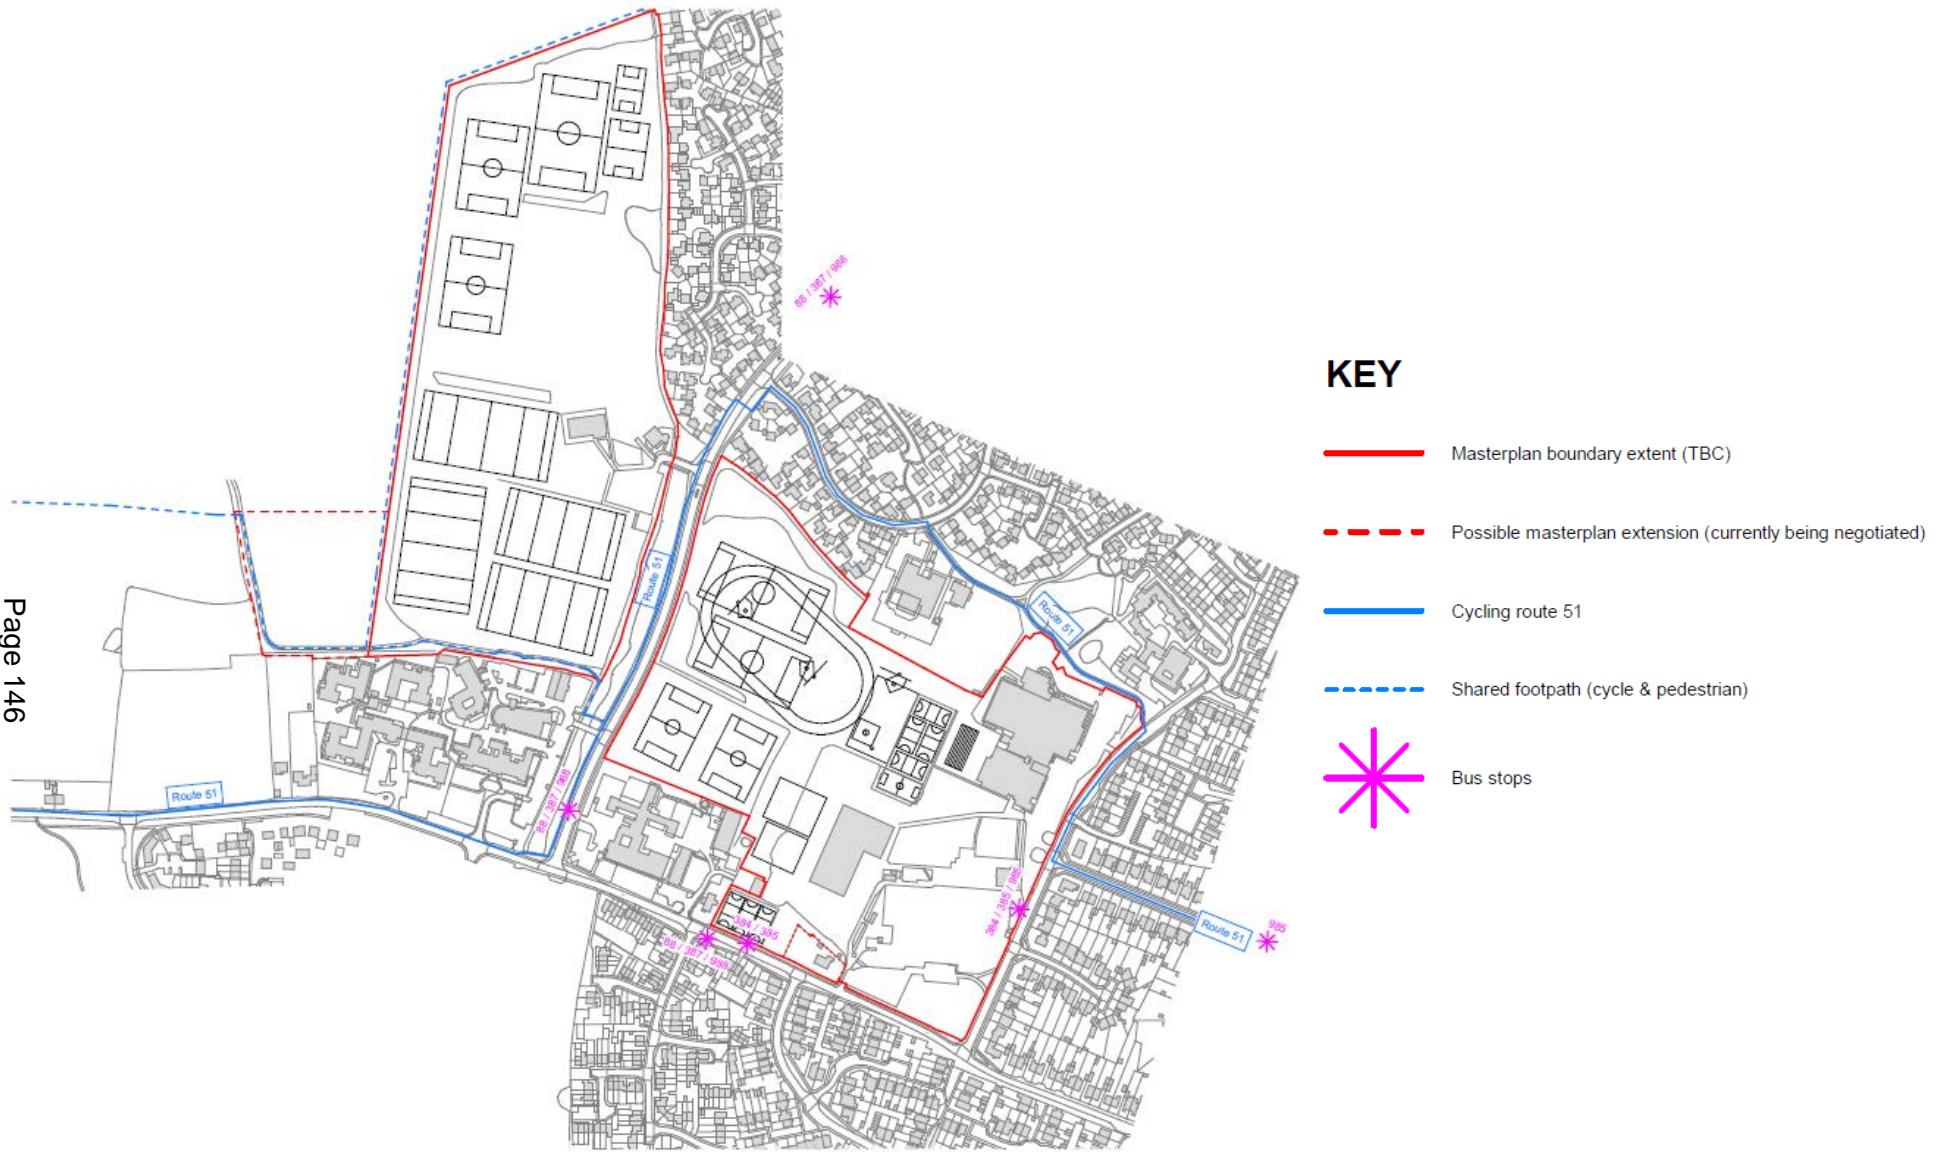 88 / 387 / 988
KEY
Masterplan boundary extent (TBC)
Possible masterplan extension (currently being negotiated)
Route 51
Cycling route 51
Route 51
Page 146
Shared footpath (cycle & pedestrian)
Bus stops
Route 51
88 / 387 / 988
384 / 385 / 985
384 / 385
88 / 387 / 988
Route 51
985